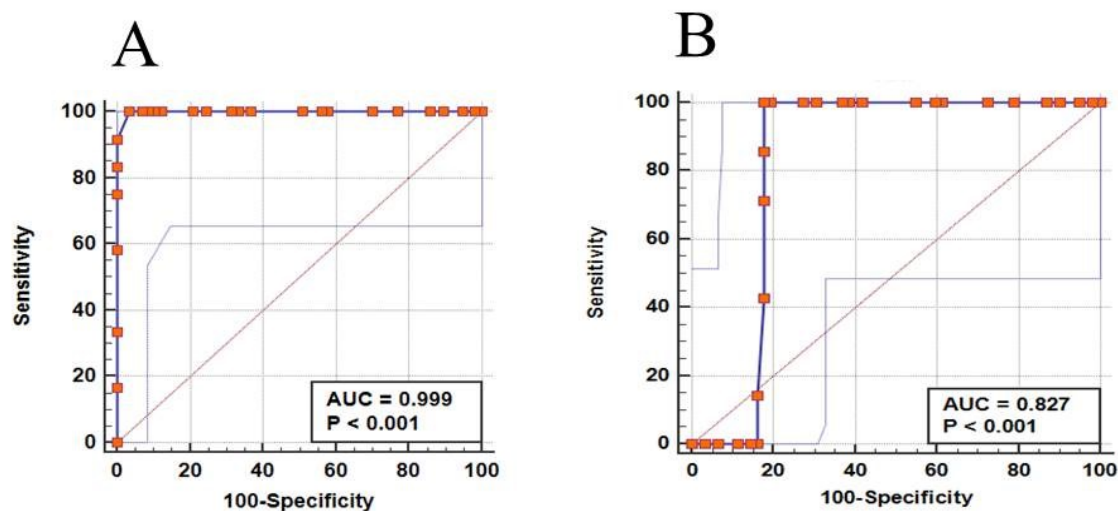 A
100
80
60
40
20
0
Sensitivity
AUC = 0.999
P < 0.001
0 20 40 60 80 100
100-Specificity
B
100
80
60
40
20
0
Sensitivity
AUC = 0.827
P < 0.001
0 20 40 60 80 100
100-Specificity